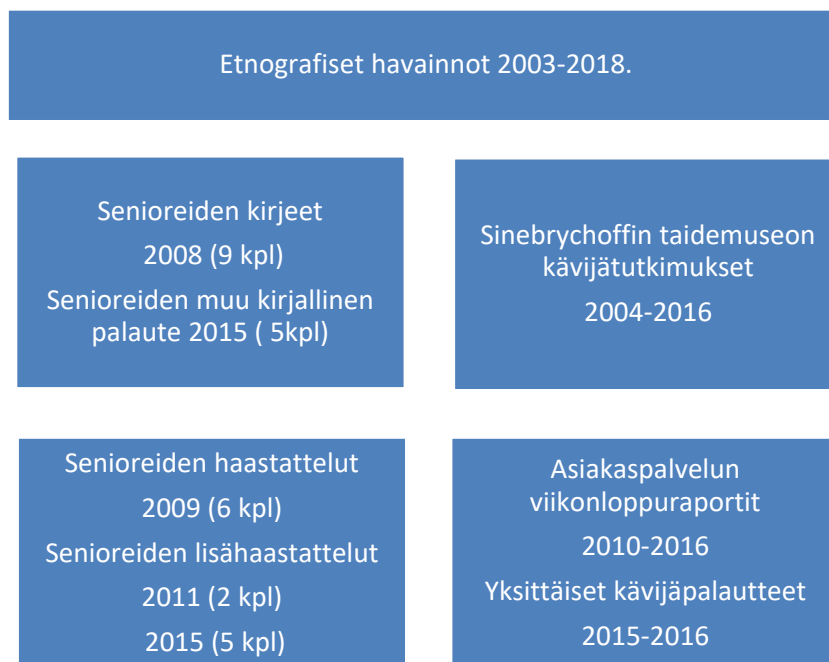 Etnografiset havainnot 2003-2018.
Senioreiden kirjeet
2008 (9 kpl)
Senioreiden muu kirjallinen
palaute 2015 ( 5kpl)
Sinebrychoffin taidemuseon
kävijätutkimukset
2004-2016
Senioreiden haastattelut
2009 (6 kpl)
Senioreiden lisähaastattelut
2011 (2 kpl)
2015 (5 kpl)
Asiakaspalvelun
viikonloppuraportit
2010-2016
Yksittäiset kävijäpalautteet
2015-2016